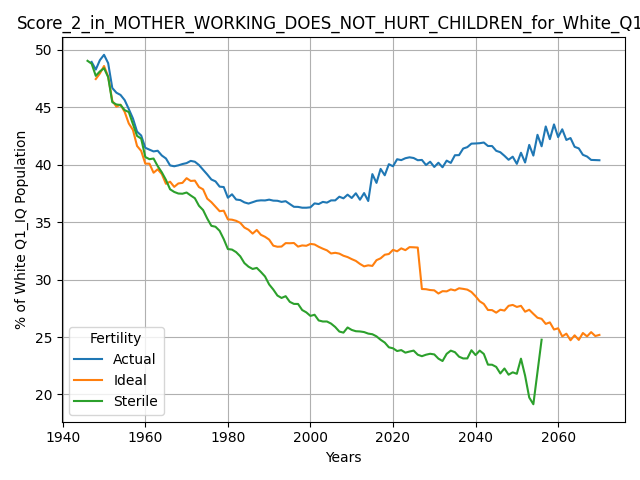 Score_2_in_MOTHER_WORKING_DOES_NOT_HURT_CHILDREN_for_White_Q1
% of White Q1_IQ Population
50
45
40
35
30
25
20
Fertility
Actual
Ideal
Sterile
1940
1960
1980
2000
2020
2040
2060
Years